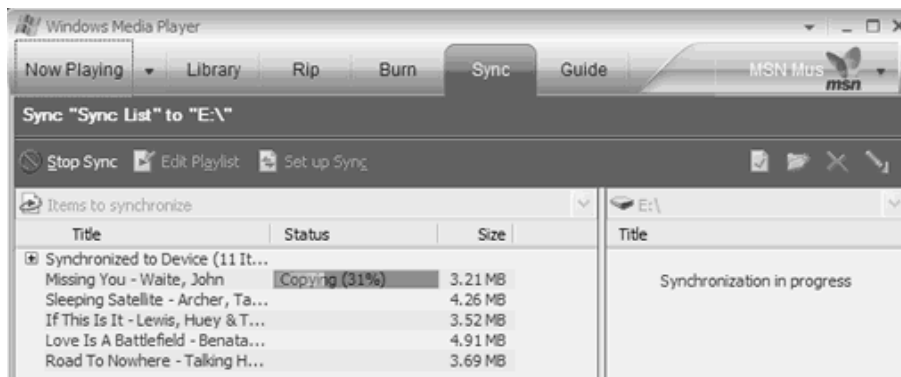 Windows Media Player
Now Playing Library Rip Burn Sync Guide MSN Mus msn
Sync "Sync List" to "E:\"
Stop Sync Edit Playlist Set up Sync
Items to synchronize E:\
Title Status Size Title
Synchronized to Device (11 It...
Missing You - Waite, John Copying (31%) 3.21 MB Synchronization in progress
Sleeping Satellite - Archer, Ta... 4.26 MB
If This Is It - Lewis, Huey & T... 3.52 MB
Love Is A Battlefield - Benata... 4.91 MB
Road To Nowhere - Talking H... 3.69 MB